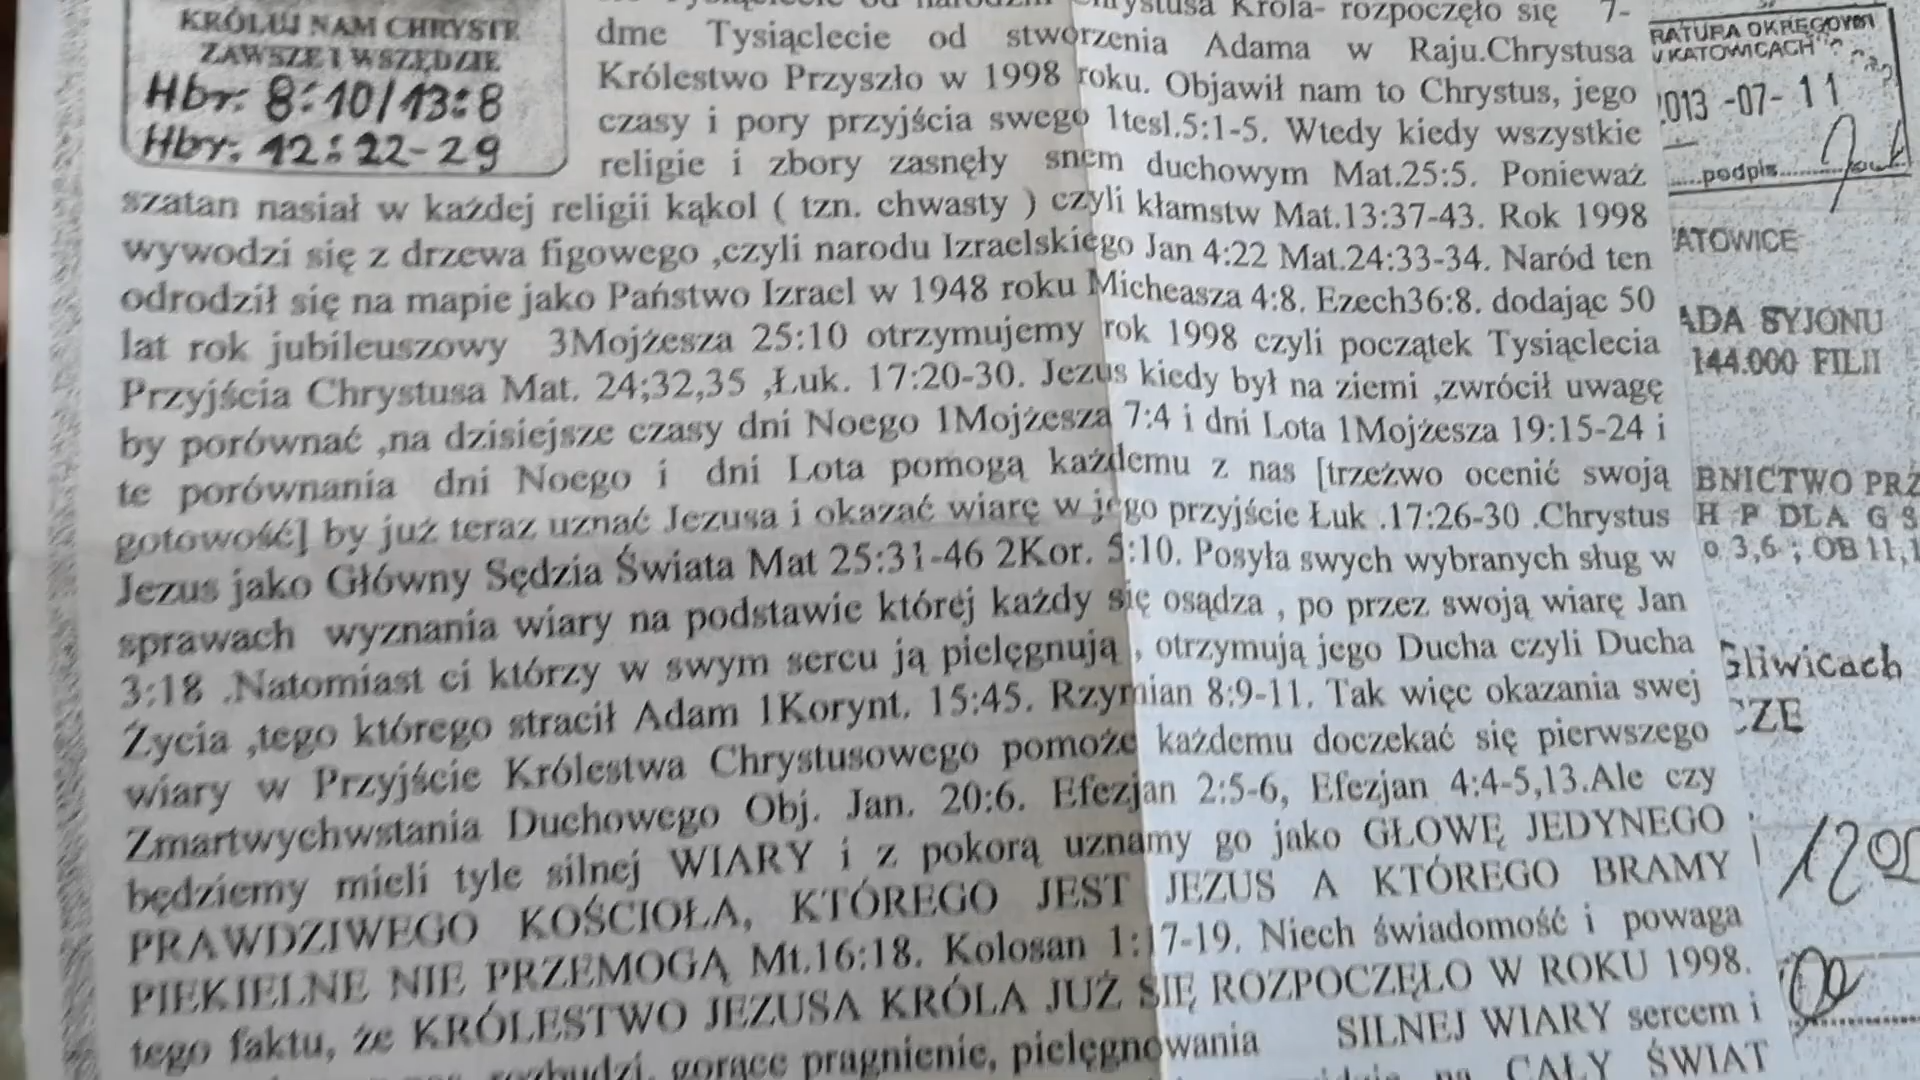 KRÓLUJ NAM CHRYSTE
ZAWSZE I WSZĘDZIE
Hbr. 8:10/13:8
Hbr. 12:22-29
Chrystusa Króla- rozpoczęło się 7-
dme Tysiąclecie od stworzenia Adama w Raju.Chrystusa
Królestwo Przyszło w 1998 roku. Objawił nam to Chrystus, jego
czasy i pory przyjścia swego 1tesl.5:1-5. Wtedy kiedy wszystkie
religie i zbory zasnęły snem duchowym Mat.25:5. Ponieważ
szatan nasiał w każdej religii kąkol ( tzn. chwasty ) czyli kłamstw Mat.13:37-43. Rok 1998
wywodzi się z drzewa figowego ,czyli narodu Izraelskiego Jan 4:22 Mat.24:33-34. Naród ten
odrodził się na mapie jako Państwo Izrael w 1948 roku Micheasza 4:8. Ezech36:8. dodając 50
lat rok jubileuszowy 3Mojżesza 25:10 otrzymujemy rok 1998 czyli początek Tysiąclecia
Przyjścia Chrystusa Mat. 24;32,35 ,Łuk. 17:20-30. Jezus kiedy był na ziemi ,zwrócił uwagę
by porównać ,na dzisiejsze czasy dni Noego 1Mojżesza 7:4 i dni Lota 1Mojżesza 19:15-24 i
te porównania dni Noego i dni Lota pomogą każdemu z nas [trzeźwo ocenić swoją
gotowość] by już teraz uznać Jezusa i okazać wiarę w jego przyjście Łuk .17:26-30 .Chrystus
Jezus jako Główny Sędzia Świata Mat 25:31-46 2Kor. 5:10. Posyła swych wybranych sług w
sprawach wyznania wiary na podstawie której każdy się osądza , po przez swoją wiarę Jan
3:18 .Natomiast ci którzy w swym sercu ją pielęgnują , otrzymują jego Ducha czyli Ducha
Życia ,tego którego stracił Adam 1Korynt. 15:45. Rzymian 8:9-11. Tak więc okazania swej
wiary w Przyjście Królestwa Chrystusowego pomoże każdemu doczekać się pierwszego
Zmartwychwstania Duchowego Obj. Jan. 20:6. Efezjan 2:5-6, Efezjan 4:4-5,13.Ale czy
będziemy mieli tyle silnej WIARY i z pokorą uznamy go jako GŁOWĘ JEDYNEGO
PRAWDZIWEGO KOŚCIOŁA, KTÓREGO JEST JEZUS A KTÓREGO BRAMY
PIEKIELNE NIE PRZEMOGĄ Mt.16:18. Kolosan 1:17-19. Niech świadomość i powaga
tego faktu, że KRÓLESTWO JEZUSA KRÓLA JUŻ SIĘ ROZPOCZĘŁO W ROKU 1998.
rozbudzi, gorące pragnienie, pielęgnowania SILNEJ WIARY sercem i
na CAŁY ŚWIAT
RATURA OKRĘGOWA
W KATOWICACH
2013 -07- 11
podpis
ATOWICE
ADA SYJONU
144.000 FILII
BNICTWO PRZ
H P DLA G Ś
o 3,6 ; OB 11,1
Gliwicach
CZE